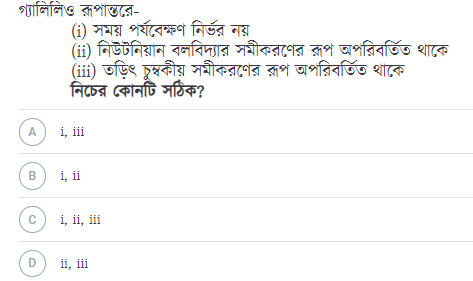 গ্যালিলিও রূপান্তরে-
(i) সময় পর্যবেক্ষণ নির্ভর নয়
(ii) নিউটনিয়ান বলবিদ্যার সমীকরণের রূপ অপরিবর্তিত থাকে
(iii) তড়িৎ চুম্বকীয় সমীকরণের রূপ অপরিবর্তিত থাকে
নিচের কোনটি সঠিক?
A i, iii
B i, ii
C i, ii, iii
D ii, iii